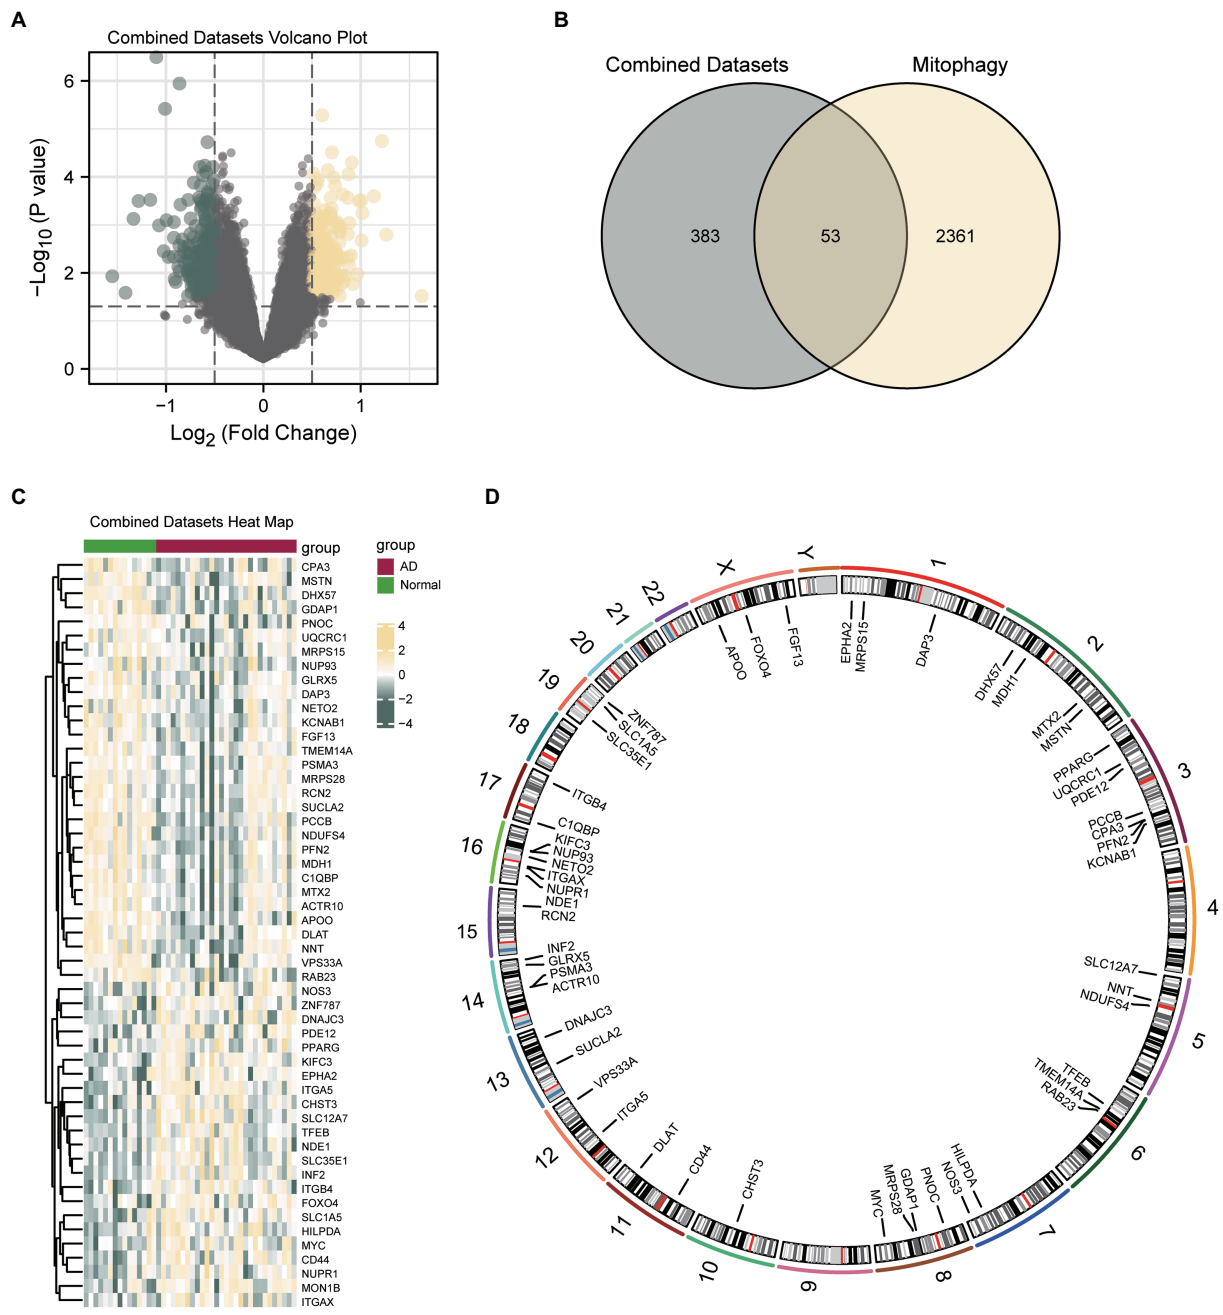 A
Combined Datasets Volcano Plot
6
4
2
0
−1
0
1
−Log10 (P value)
Log2 (Fold Change)
B
Combined Datasets
Mitophagy
383
53
2361
C
Combined Datasets Heat Map
group
CPA3
MSTN
DHX57
GDAP1
PNOC
UQCRC1
MRPS15
NUP93
GLRX5
DAP3
NETO2
KCNAB1
FGF13
TMEM14A
PSMA3
MRPS28
RCN2
SUCLA2
PCCB
NDUFS4
PFN2
MDH1
C1QBP
MTX2
ACTR10
APOO
DLAT
NNT
VPS33A
RAB23
NOS3
ZNF787
DNAJC3
PDE12
PPARG
KIFC3
EPHA2
ITGA5
CHST3
SLC12A7
TFEB
NDE1
SLC35E1
INF2
ITGB4
FOXO4
SLC1A5
HILPDA
MYC
CD44
NUPR1
MON1B
ITGAX
group
AD
Normal
4
2
0
−2
−4
D
1
2
3
4
5
6
7
8
9
10
11
12
13
14
15
16
17
18
19
20
21
22
X
Y
EPHA2
MRPS15
DAP3
DHX57
MDH1
MTX2
MSTN
PPARG
UQCRC1
PDE12
PCCB
CPA3
PFN2
KCNAB1
SLC12A7
NNT
NDUFS4
TFEB
TMEM14A
RAB23
HILPDA
NOS3
PNOC
GDAP1
MRPS28
MYC
CHST3
CD44
DLAT
ITGA5
VPS33A
SUCLA2
DNAJC3
ACTR10
PSMA3
GLRX5
INF2
RCN2
NDE1
NUPR1
ITGAX
NETO2
NUP93
KIFC3
C1QBP
ITGB4
SLC35E1
SLC1A5
ZNF787
APOO
FOXO4
FGF13